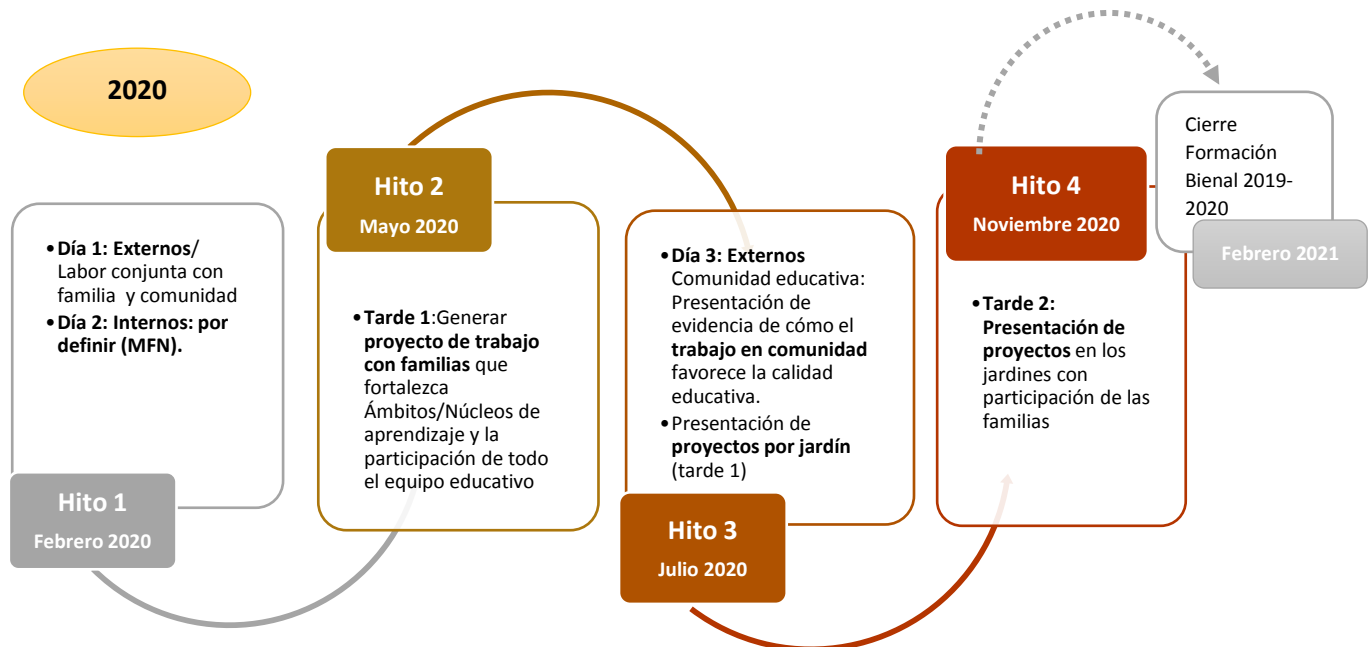 2020
Hito 1
Febrero 2020
•Día 1: Externos/
Labor conjunta con
familia y comunidad
•Día 2: Internos: por
definir (MFN).
Hito 2
Mayo 2020
•Tarde 1:Generar
proyecto de trabajo
con familias que
fortalezca
Ámbitos/Núcleos de
aprendizaje y la
participación de todo
el equipo educativo
Hito 3
Julio 2020
•Día 3: Externos
Comunidad educativa:
Presentación de
evidencia de cómo el
trabajo en comunidad
favorece la calidad
educativa.
•Presentación de
proyectos por jardín
(tarde 1)
Hito 4
Noviembre 2020
•Tarde 2:
Presentación de
proyectos en los
jardines con
participación de las
familias
Cierre
Formación
Bienal 2019-
2020
Febrero 2021